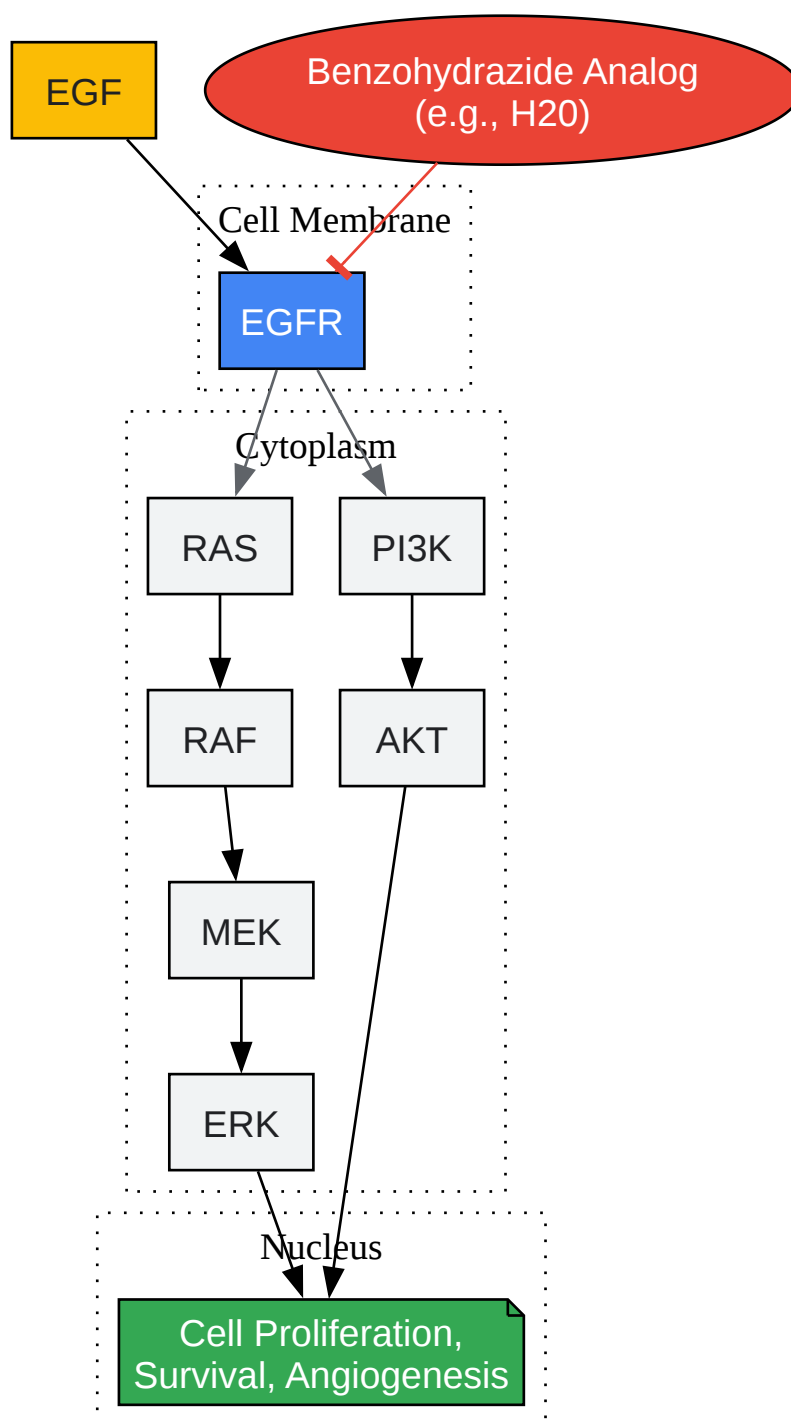 EGF
Benzohydrazide Analog
(e.g., H20)
Cell Membrane
EGFR
Cytoplasm
RAS
PI3K
RAF
AKT
MEK
ERK
Nucleus
Cell Proliferation,
Survival, Angiogenesis